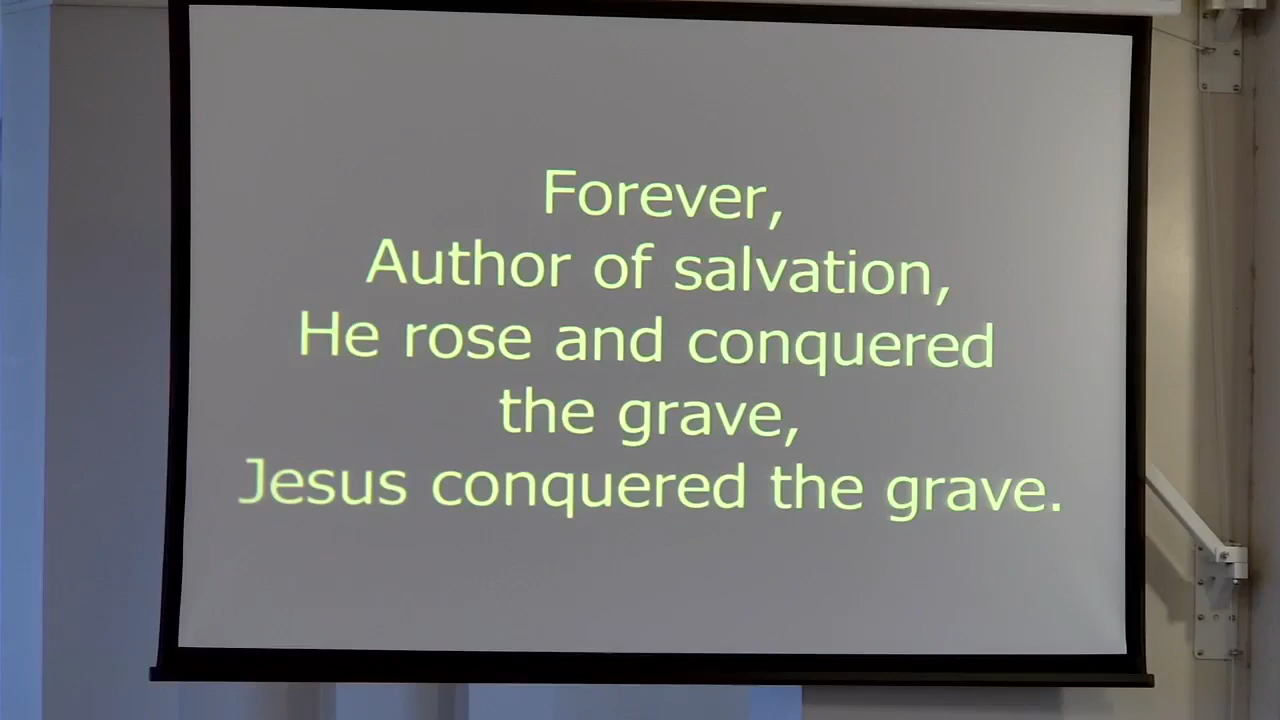 Forever,
Author of salvation,
He rose and conquered
the grave,
Jesus conquered the grave.